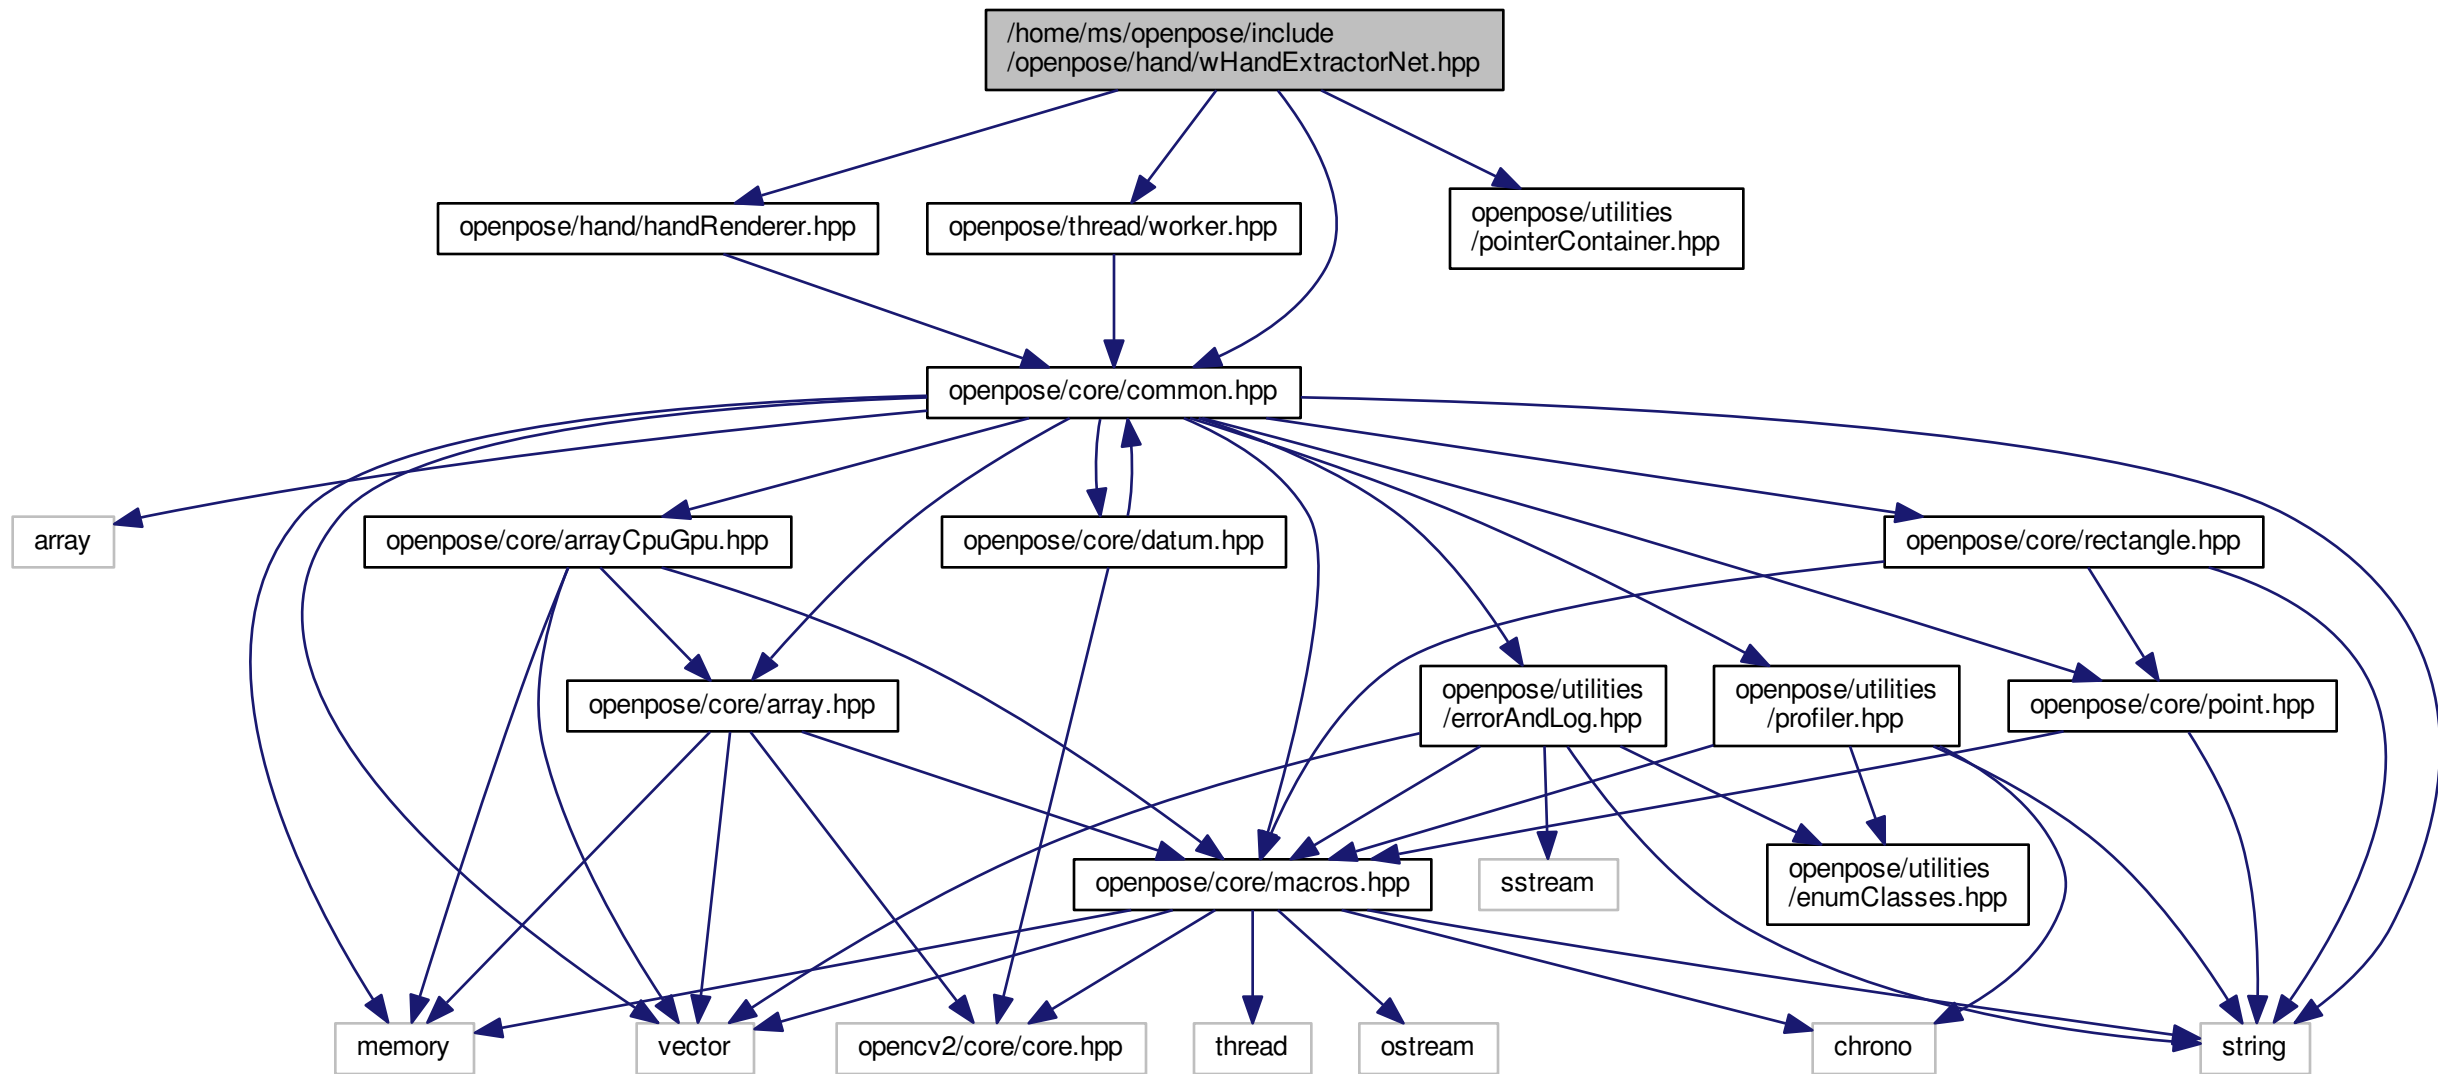 /home/ms/openpose/include
/openpose/hand/wHandExtractorNet.hpp
openpose/hand/handRenderer.hpp
openpose/thread/worker.hpp
openpose/utilities
/pointerContainer.hpp
openpose/core/common.hpp
array
openpose/core/arrayCpuGpu.hpp
openpose/core/datum.hpp
openpose/core/rectangle.hpp
openpose/core/array.hpp
openpose/utilities
/errorAndLog.hpp
openpose/utilities
/profiler.hpp
openpose/core/point.hpp
openpose/core/macros.hpp
sstream
openpose/utilities
/enumClasses.hpp
memory
vector
opencv2/core/core.hpp
thread
ostream
chrono
string